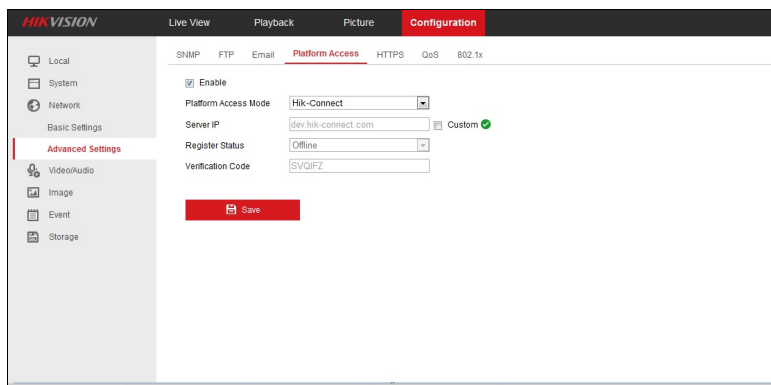 HIKVISION Live View Playback Picture Configuration
SNMP FTP Email Platform Access HTTPS QoS 802.1x
Local
System
Network
Basic Settings
Advanced Settings
Video/Audio
Image
Event
Storage
Enable
Platform Access Mode Hik-Connect
Server IP dev.hik-connect.com Custom
Register Status Offline
Verification Code SVQIFZ
Save